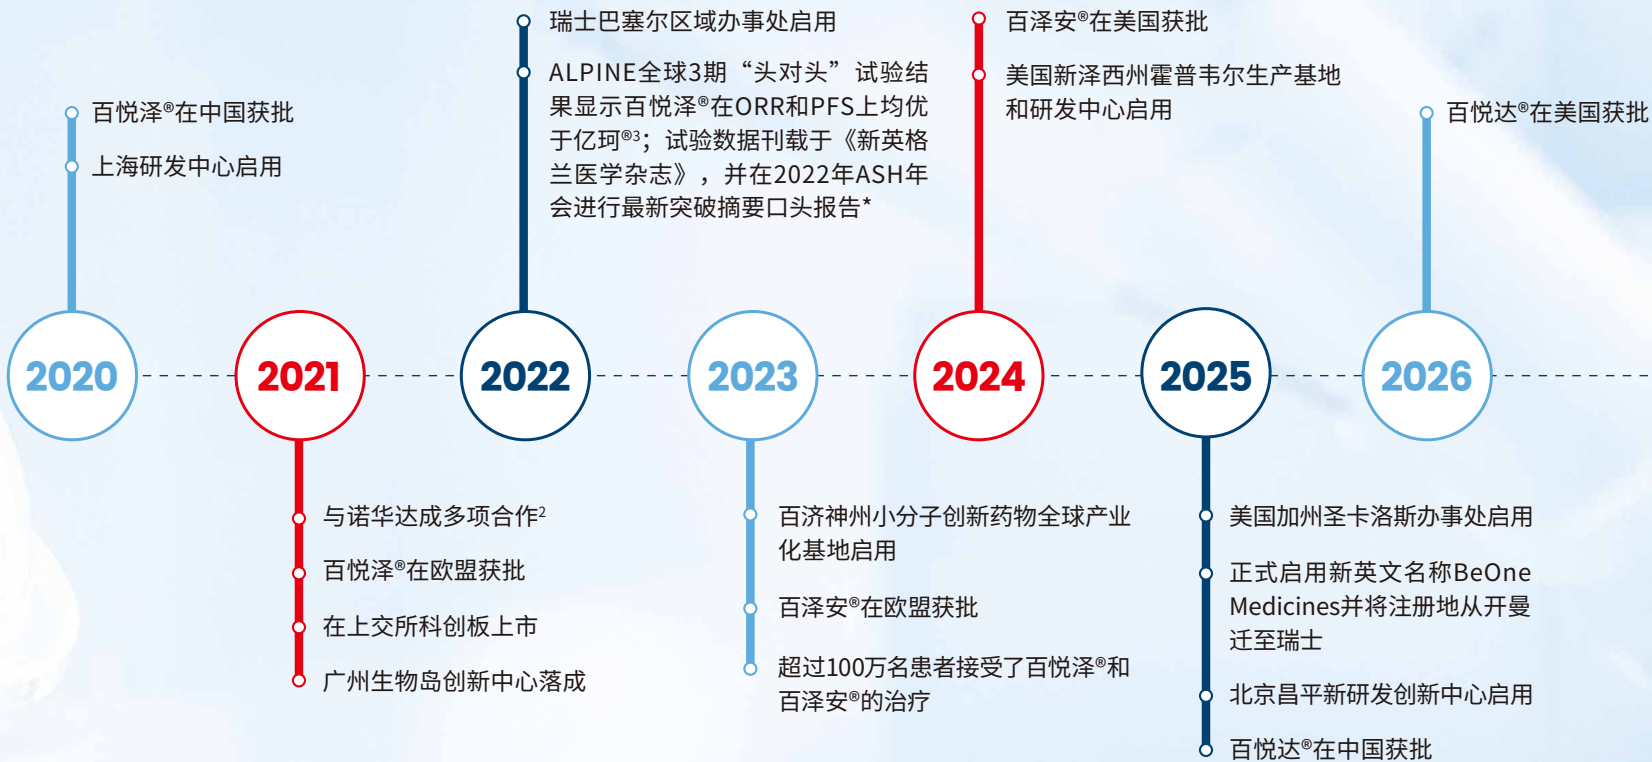 百悦泽®在中国获批
上海研发中心启用
2020
2021
与诺华达成多项合作²
百悦泽®在欧盟获批
在上交所科创板上市
广州生物岛创新中心落成
瑞士巴塞尔区域办事处启用
ALPINE全球3期“头对头”试验结
果显示百悦泽®在ORR和PFS上均优
于亿珂®³；试验数据刊载于《新英格
兰医学杂志》，并在2022年ASH年
会进行最新突破摘要口头报告*
2022
2023
百济神州小分子创新药物全球产业
化基地启用
百泽安®在欧盟获批
超过100万名患者接受了百悦泽®和
百泽安®的治疗
百泽安®在美国获批
美国新泽西州霍普韦尔生产基地
和研发中心启用
2024
2025
美国加州圣卡洛斯办事处启用
正式启用新英文名称BeOne
Medicines并将注册地从开曼
迁至瑞士
北京昌平新研发创新中心启用
百悦达®在中国获批
百悦达®在美国获批
2026